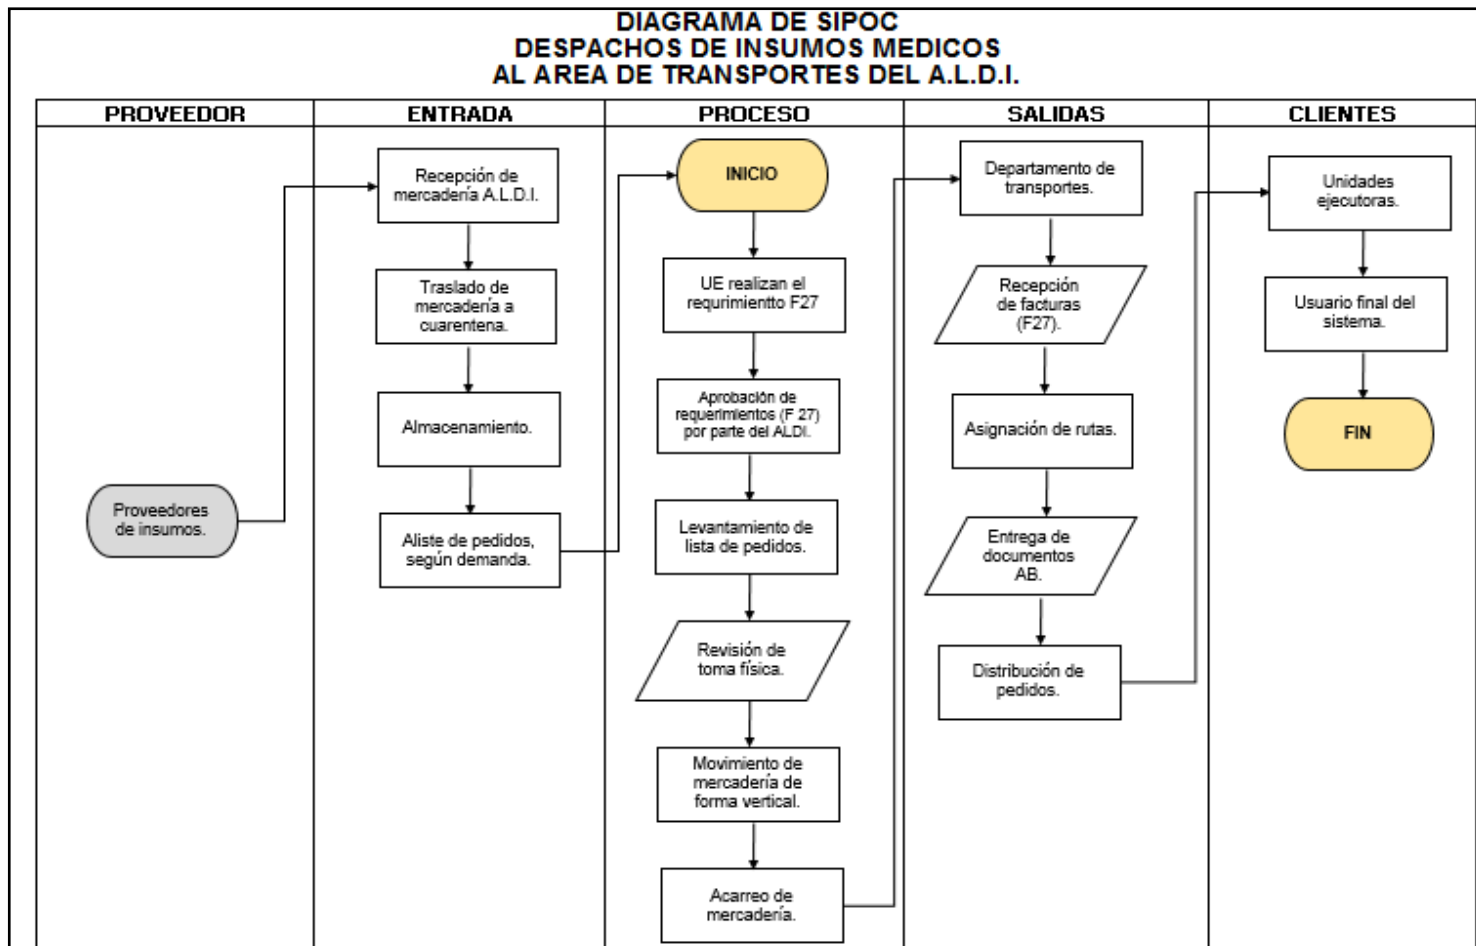 DIAGRAMA DE SIPOC
DESPACHOS DE INSUMOS MEDICOS
AL AREA DE TRANSPORTES DEL A.L.D.I.
PROVEEDOR
ENTRADA
PROCESO
SALIDAS
CLIENTES
Proveedores
de insumos.
Recepción de
mercadería A.L.D.I.
Traslado de
mercadería a
cuarentena.
Almacenamiento.
Aliste de pedidos,
según demanda.
INICIO
UE realizan el
requrimientto F27
Aprobación de
requerimientos (F 27)
por parte del ALDI.
Levantamiento de
lista de pedidos.
Revisión de
toma física.
Movimiento de
mercadería de
forma vertical.
Acarreo de
mercadería.
Departamento de
transportes.
Recepción
de facturas
(F27).
Asignación de rutas.
Entrega de
documentos
AB.
Distribución de
pedidos.
Unidades
ejecutoras.
Usuario final del
sistema.
FIN